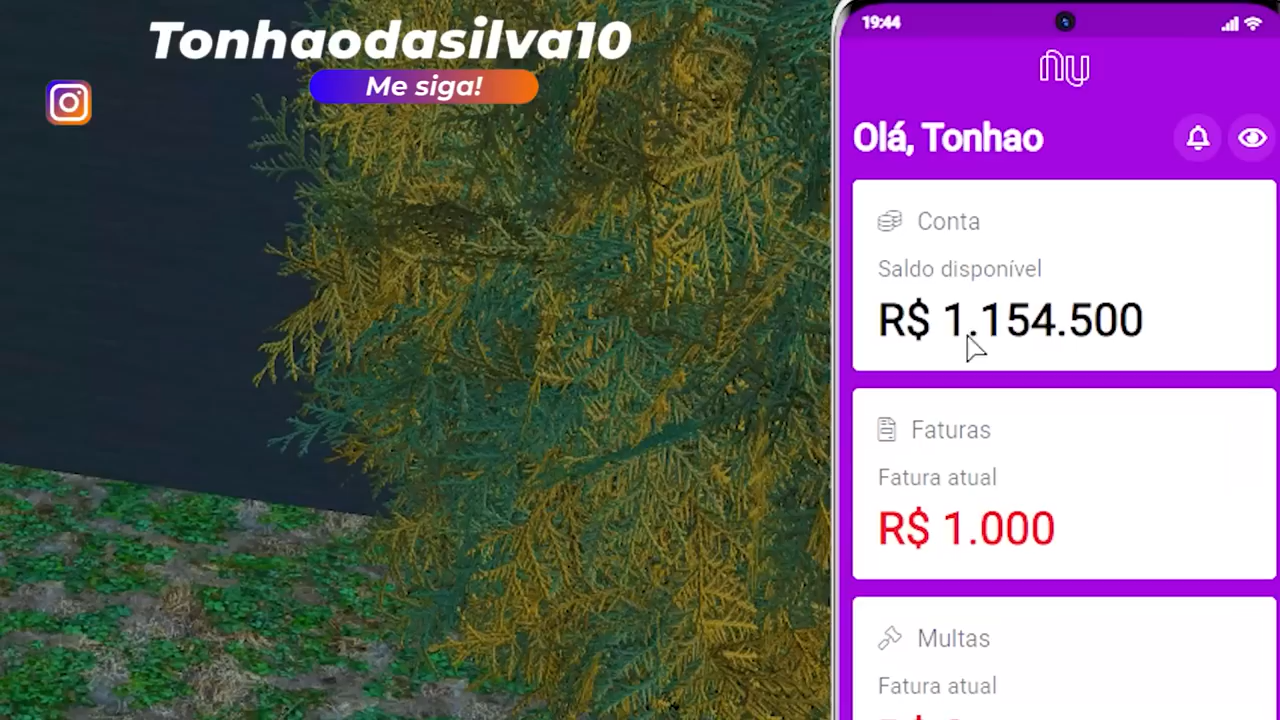 Tonhaodasilva10
Me siga!
19:44
nu
Olá, Tonhao
Conta
Saldo disponível
R$ 1.154.500
Faturas
Fatura atual
R$ 1.000
Multas
Fatura atual